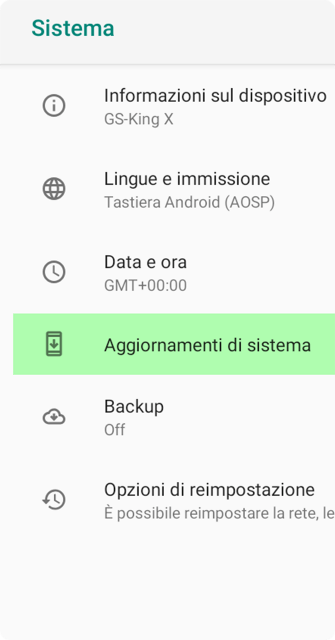 Sistema
Informazioni sul dispositivo
GS-King X
Lingue e immissione
Tastiera Android (AOSP)
Data e ora
GMT+00:00
Aggiornamenti di sistema
Backup
Off
Opzioni di reimpostazione
È possibile reimpostare la rete, le